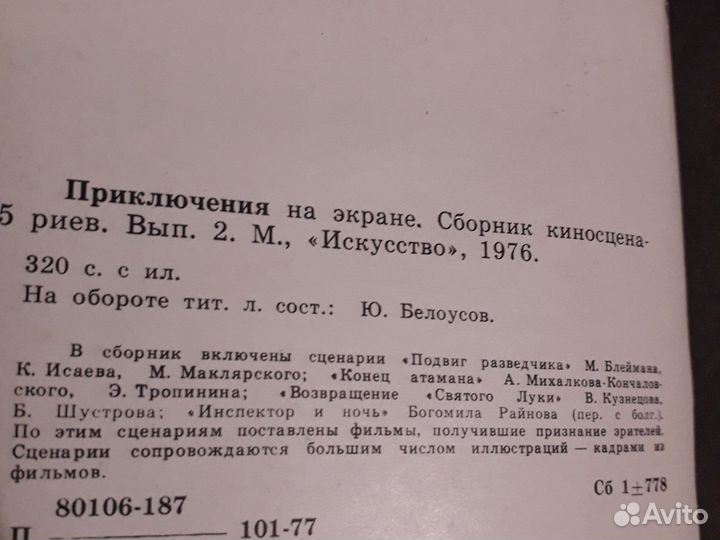 Приключения на экране. Сборник киносцена-
5 риев. Вып. 2. М., «Искусство», 1976.
320 с. с ил.
На обороте тит. л. сост.: Ю. Белоусов.
В сборник включены сценарии «Подвиг разведчика» М. Блеймана,
К. Исаева, М. Маклярского; «Конец атамана» А. Михалкова-Кончалов-
ского, Э. Тропинина; «Возвращение «Святого Луки» В. Кузнецова,
Б. Шустрова; «Инспектор и ночь» Богомила Райнова (пер. с болг.).
По этим сценариям поставлены фильмы, получившие признание зрителей.
Сценарии сопровождаются большим числом иллюстраций — кадрами из
фильмов.
80106-187
Сб 1±778
П 101-77
Avito